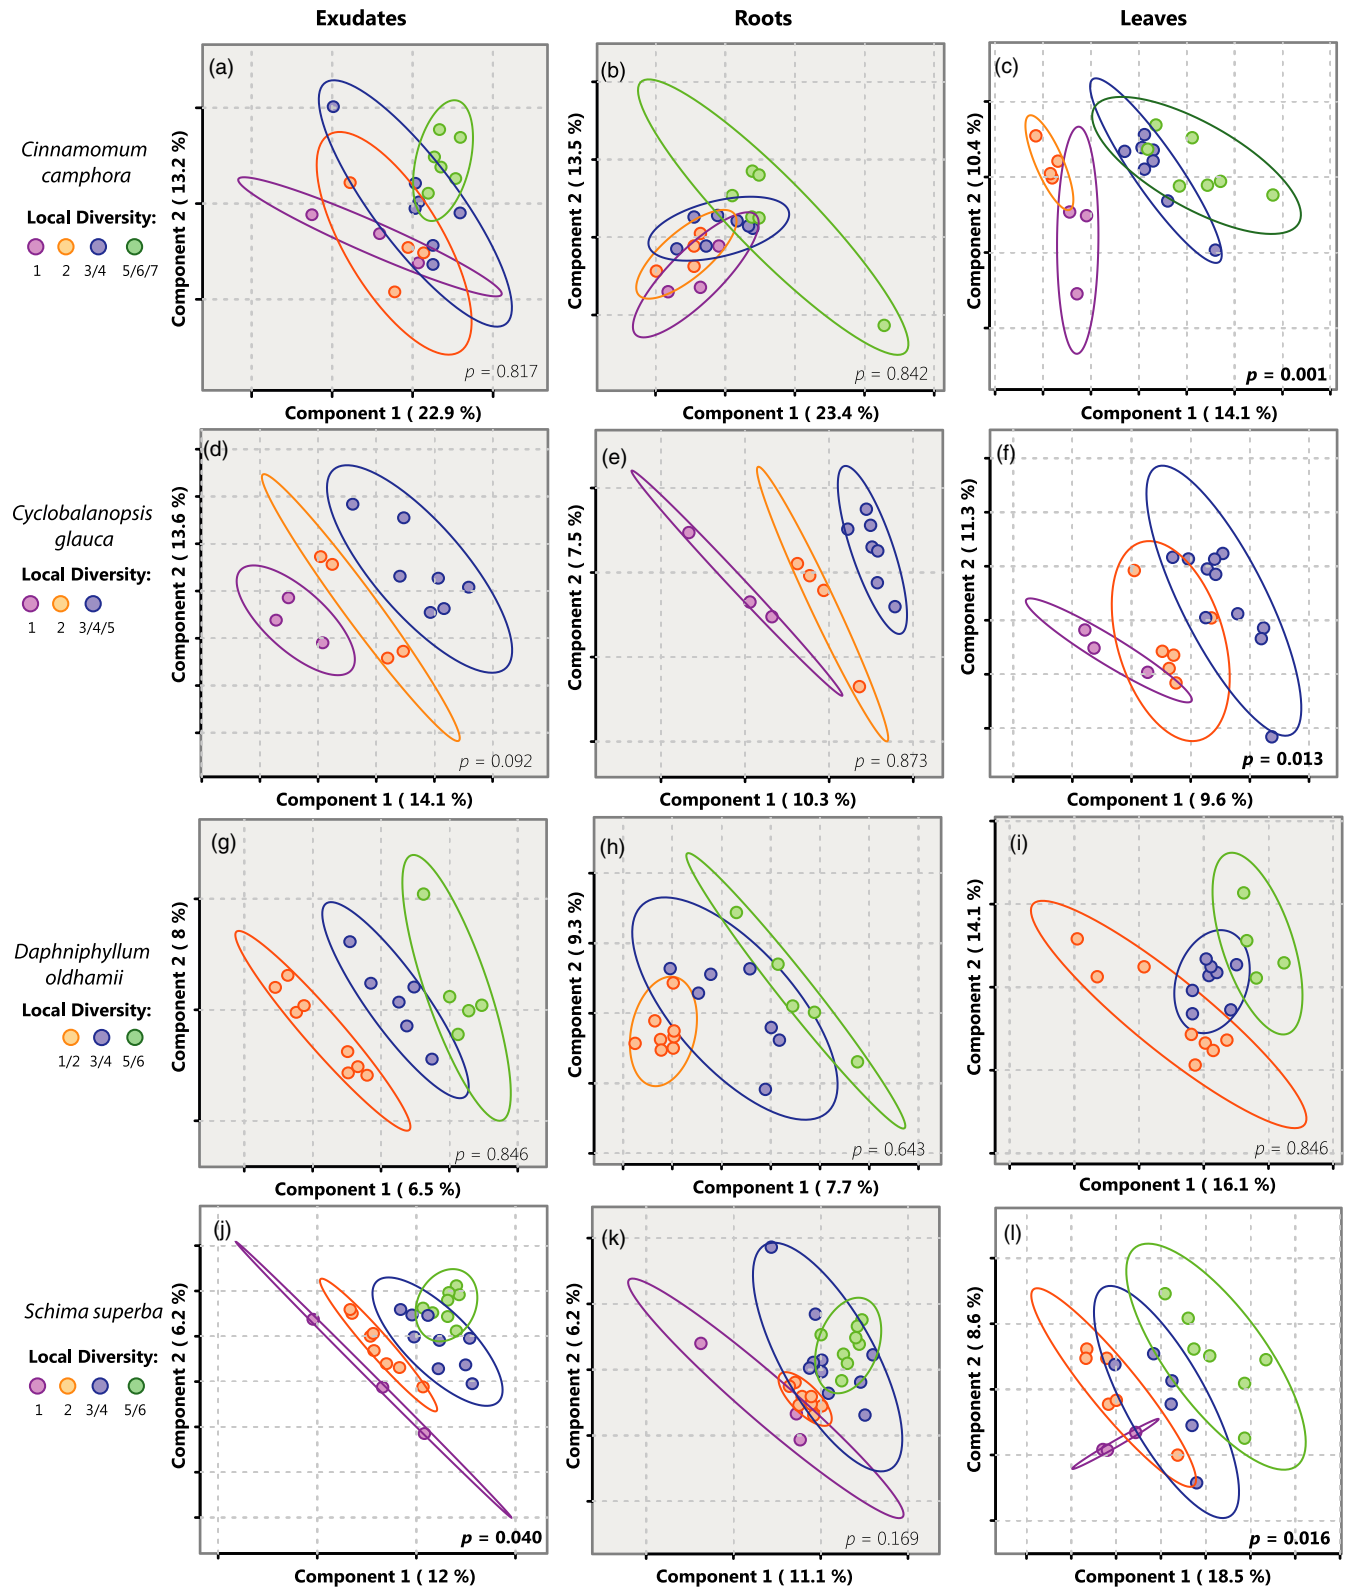 Exudates
Roots
Leaves
Cinnamomum
camphora
Local Diversity:
1 2 3/4 5/6/7
(a)
Component 2 ( 13.2 %)
p = 0.817
Component 1 ( 22.9 %)
(b)
Component 2 ( 13.5 %)
p = 0.842
Component 1 ( 23.4 %)
(c)
Component 2 ( 10.4 %)
p = 0.001
Component 1 ( 14.1 %)
Cyclobalanopsis
glauca
Local Diversity:
1 2 3/4/5
(d)
Component 2 ( 13.6 %)
p = 0.092
Component 1 ( 14.1 %)
(e)
Component 2 ( 7.5 %)
p = 0.873
Component 1 ( 10.3 %)
(f)
Component 2 ( 11.3 %)
p = 0.013
Component 1 ( 9.6 %)
Daphniphyllum
oldhamii
Local Diversity:
1/2 3/4 5/6
(g)
Component 2 ( 8 %)
p = 0.846
Component 1 ( 6.5 %)
(h)
Component 2 ( 9.3 %)
p = 0.643
Component 1 ( 7.7 %)
(i)
Component 2 ( 14.1 %)
p = 0.846
Component 1 ( 16.1 %)
Schima superba
Local Diversity:
1 2 3/4 5/6
(j)
Component 2 ( 6.2 %)
p = 0.040
Component 1 ( 12 %)
(k)
Component 2 ( 6.2 %)
p = 0.169
Component 1 ( 11.1 %)
(l)
Component 2 ( 8.6 %)
p = 0.016
Component 1 ( 18.5 %)